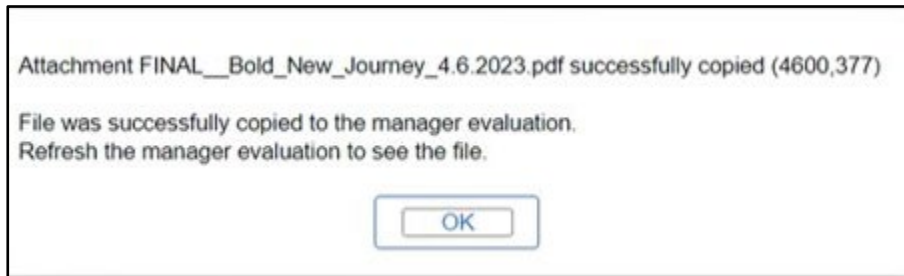 Attachment FINAL__Bold_New_Journey_4.6.2023.pdf successfully copied (4600,377)
File was successfully copied to the manager evaluation.
Refresh the manager evaluation to see the file.
OK